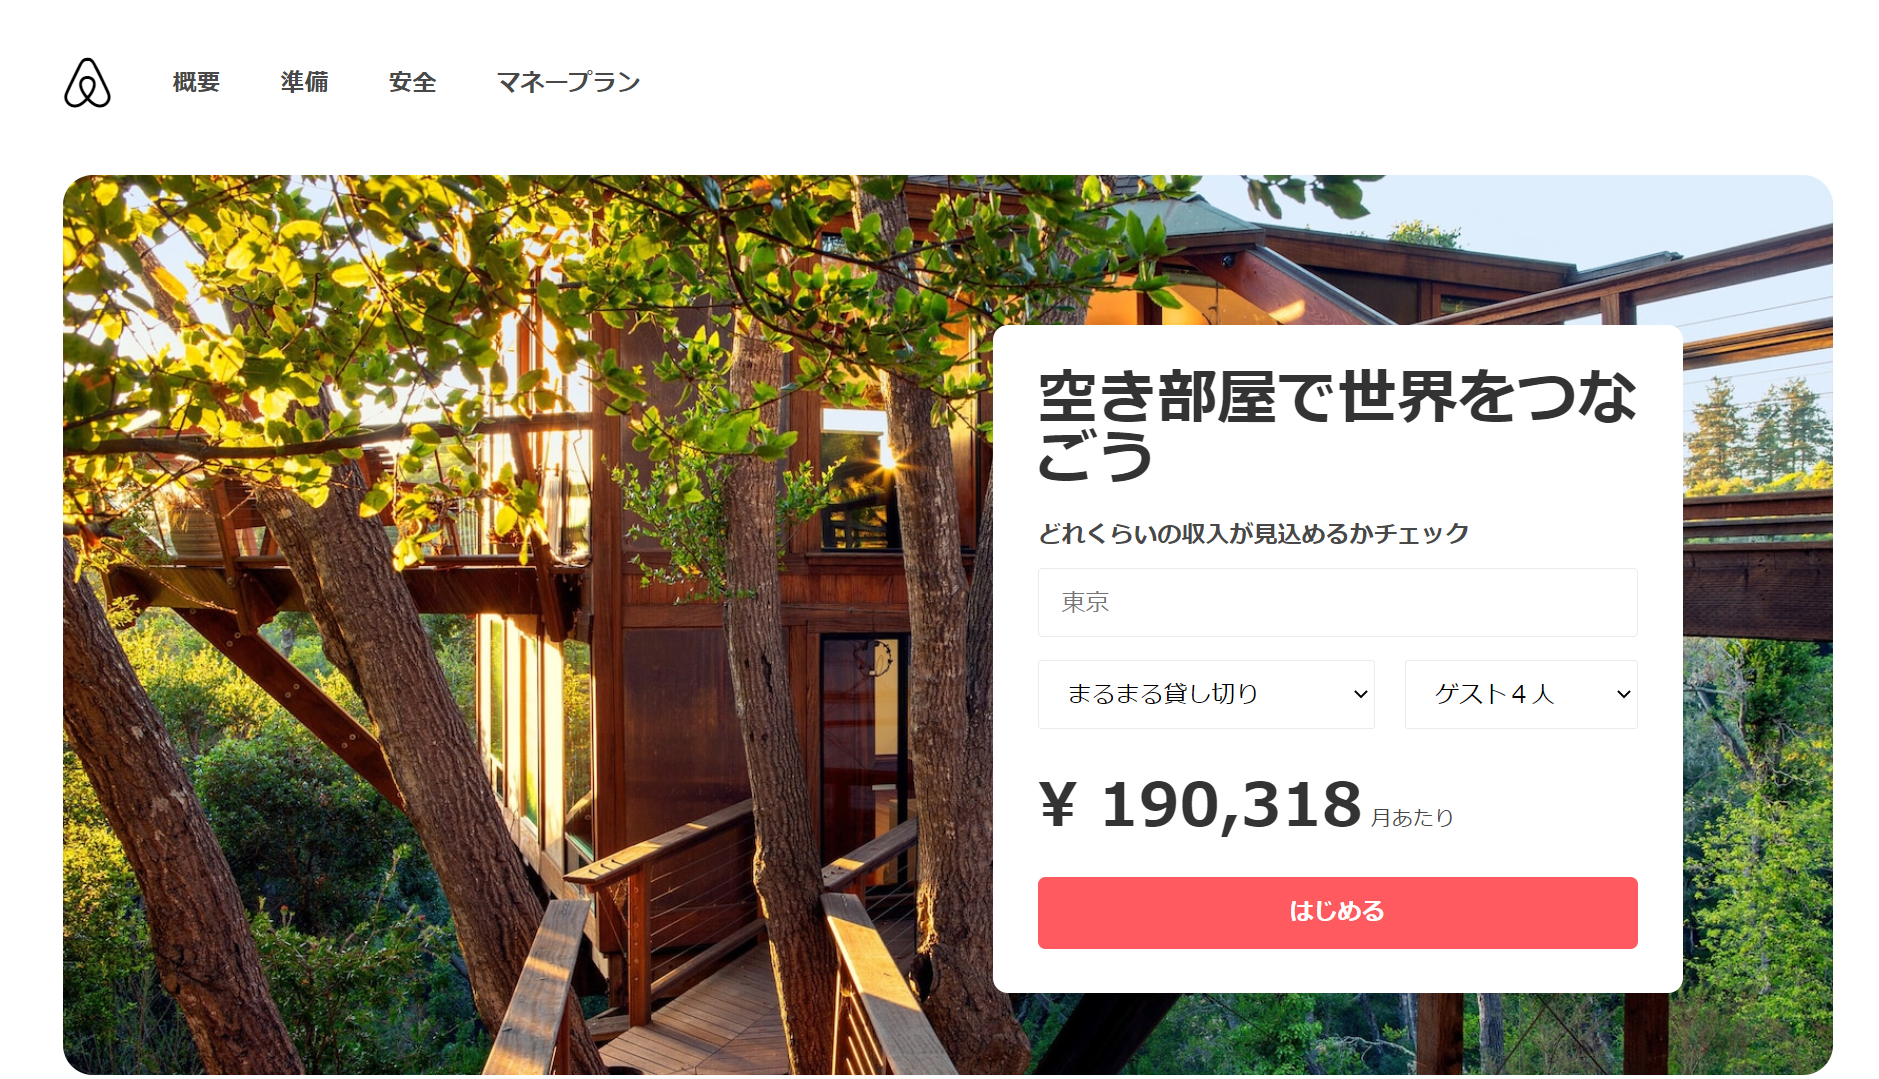 概要 準備 安全 マネープラン
空き部屋で世界をつな
ごう
どれくらいの収入が見込めるかチェック
東京
まるまる貸し切り ゲスト４人
¥ 190,318 月あたり
はじめる